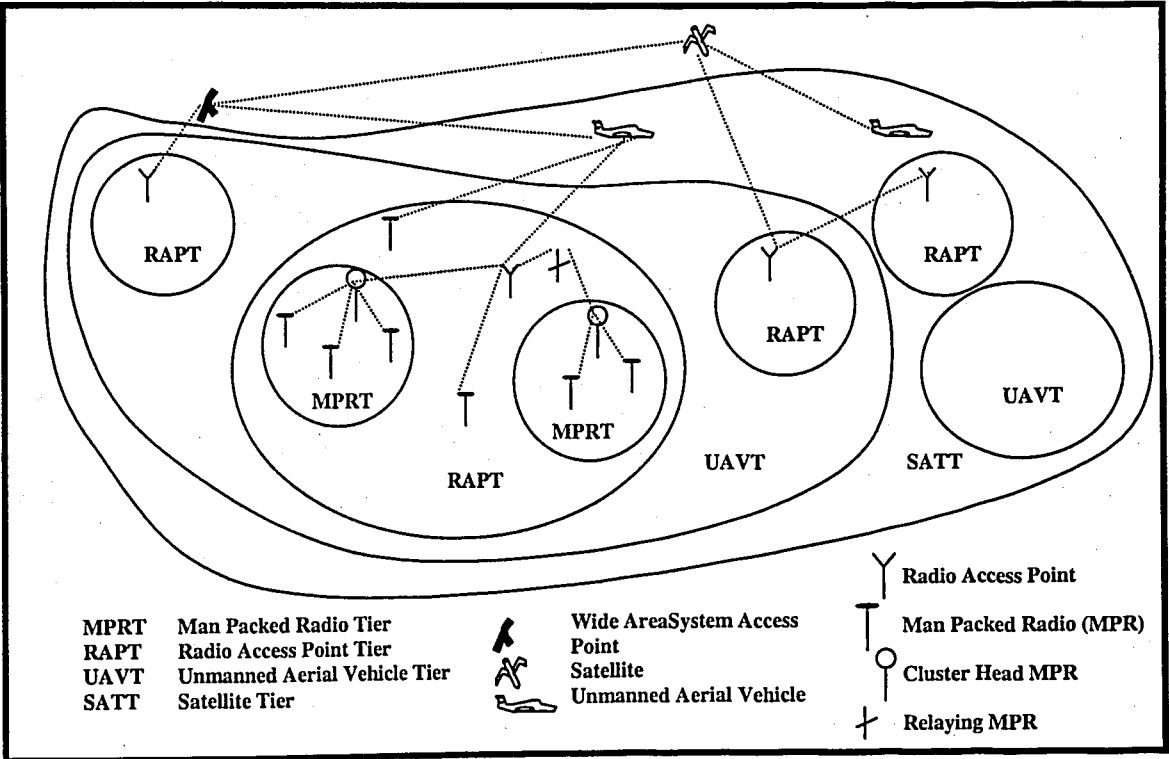 RAPT
RAPT
RAPT
MPRT
UAVT
MPRT
RAPT
UAVT
SATT
MPRT Man Packed Radio Tier
RAPT Radio Access Point Tier
UAVT Unmanned Aerial Vehicle Tier
SATT Satellite Tier
Wide AreaSystem Access
Point
Satellite
Unmanned Aerial Vehicle
Radio Access Point
Man Packed Radio (MPR)
Cluster Head MPR
Relaying MPR